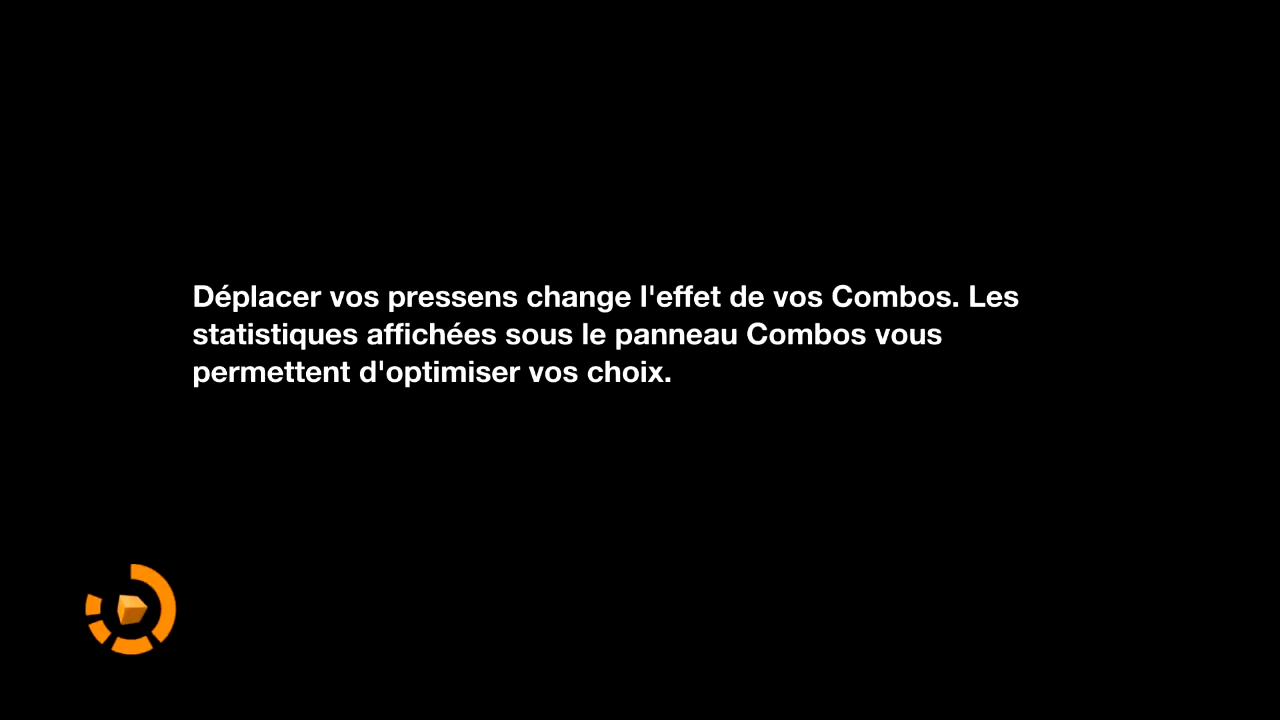 Déplacer vos pressens change l'effet de vos Combos. Les
statistiques affichées sous le panneau Combos vous
permettent d'optimiser vos choix.